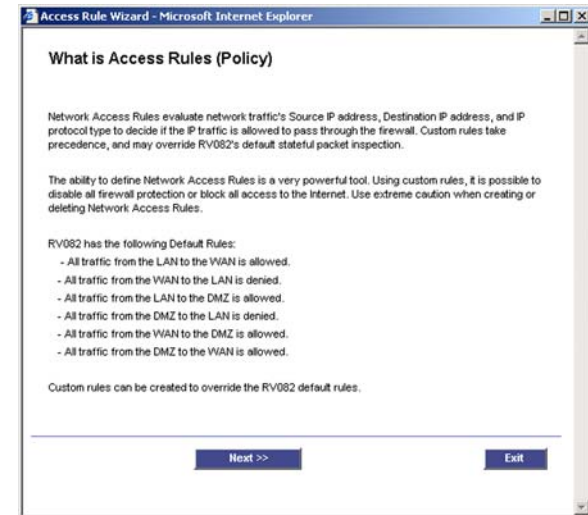 Access Rule Wizard - Microsoft Internet Explorer
What is Access Rules (Policy)
Network Access Rules evaluate network traffic's Source IP address, Destination IP address, and IP
protocol type to decide if the IP traffic is allowed to pass through the firewall. Custom rules take
precedence, and may override RV082's default stateful packet inspection.
The ability to define Network Access Rules is a very powerful tool. Using custom rules, it is possible to
disable all firewall protection or block all access to the Internet. Use extreme caution when creating or
deleting Network Access Rules.
RV082 has the following Default Rules:
- All traffic from the LAN to the WAN is allowed.
- All traffic from the WAN to the LAN is denied.
- All traffic from the LAN to the DMZ is allowed.
- All traffic from the DMZ to the LAN is denied.
- All traffic from the WAN to the DMZ is allowed.
- All traffic from the DMZ to the WAN is allowed.
Custom rules can be created to override the RV082 default rules.
Next >>
Exit